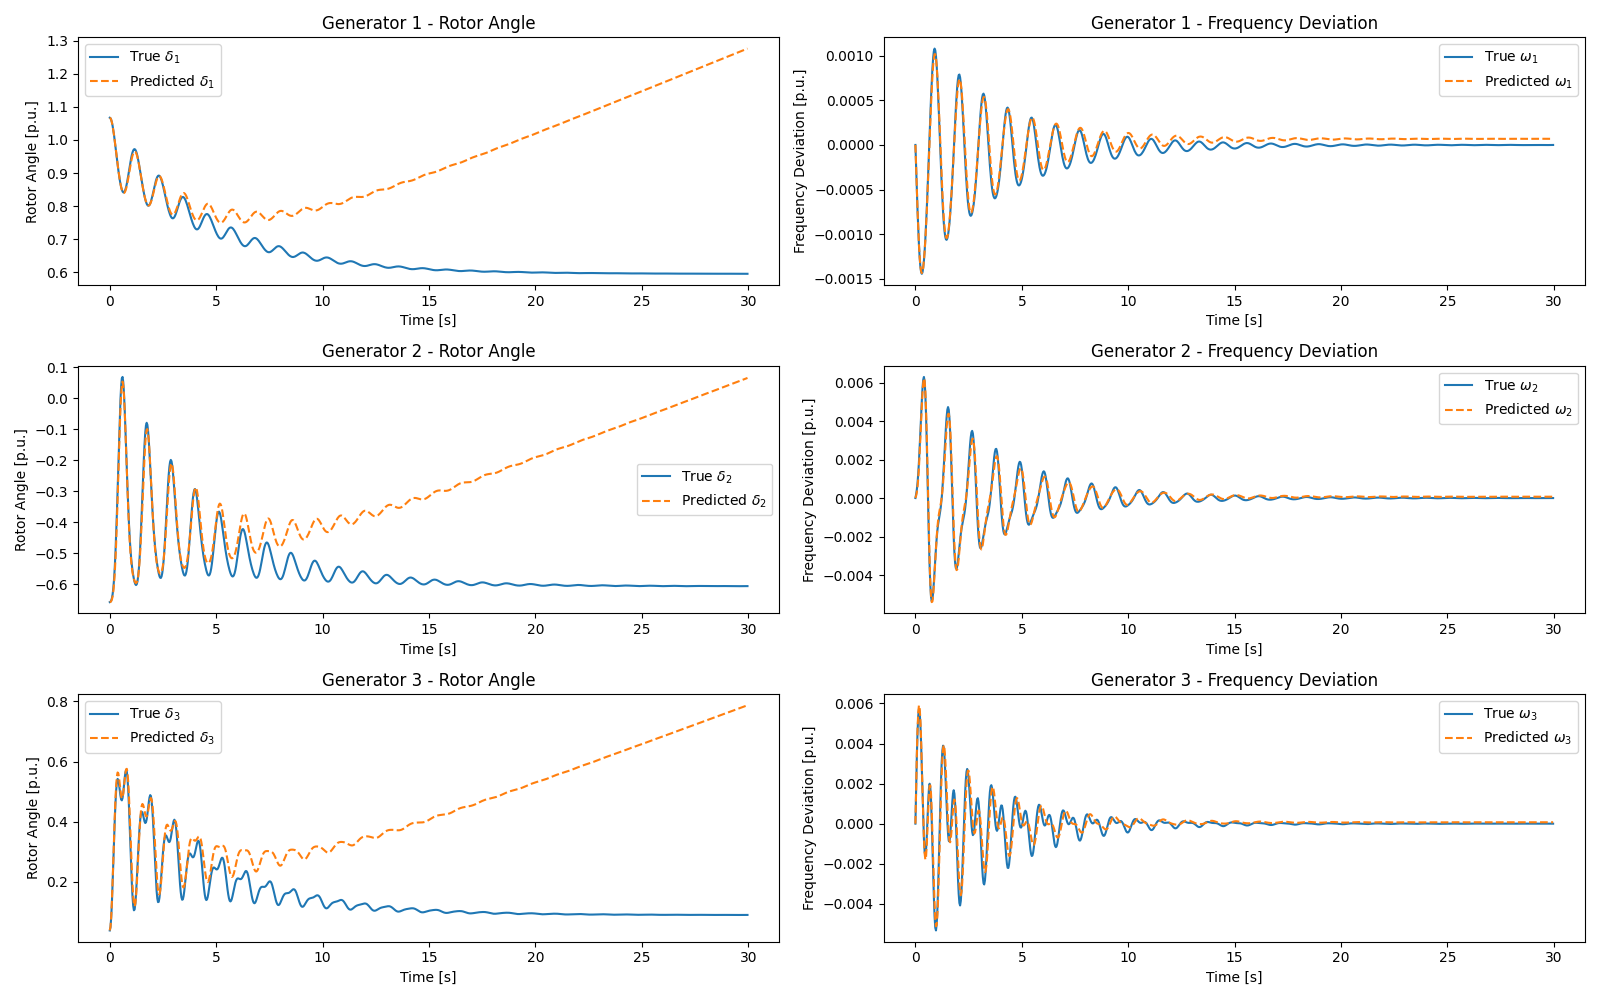 Generator 1 - Rotor Angle
Rotor Angle [p.u.]
1.3
1.2
1.1
1.0
0.9
0.8
0.7
0.6
True δ1
Predicted δ1
0 5 10 15 20 25 30
Time [s]
Generator 1 - Frequency Deviation
Frequency Deviation [p.u.]
0.0010
0.0005
0.0000
−0.0005
−0.0010
−0.0015
True ω1
Predicted ω1
0 5 10 15 20 25 30
Time [s]
Generator 2 - Rotor Angle
Rotor Angle [p.u.]
0.1
0.0
−0.1
−0.2
−0.3
−0.4
−0.5
−0.6
True δ2
Predicted δ2
0 5 10 15 20 25 30
Time [s]
Generator 2 - Frequency Deviation
Frequency Deviation [p.u.]
0.006
0.004
0.002
0.000
−0.002
−0.004
True ω2
Predicted ω2
0 5 10 15 20 25 30
Time [s]
Generator 3 - Rotor Angle
Rotor Angle [p.u.]
0.8
0.6
0.4
0.2
True δ3
Predicted δ3
0 5 10 15 20 25 30
Time [s]
Generator 3 - Frequency Deviation
Frequency Deviation [p.u.]
0.006
0.004
0.002
0.000
−0.002
−0.004
True ω3
Predicted ω3
0 5 10 15 20 25 30
Time [s]